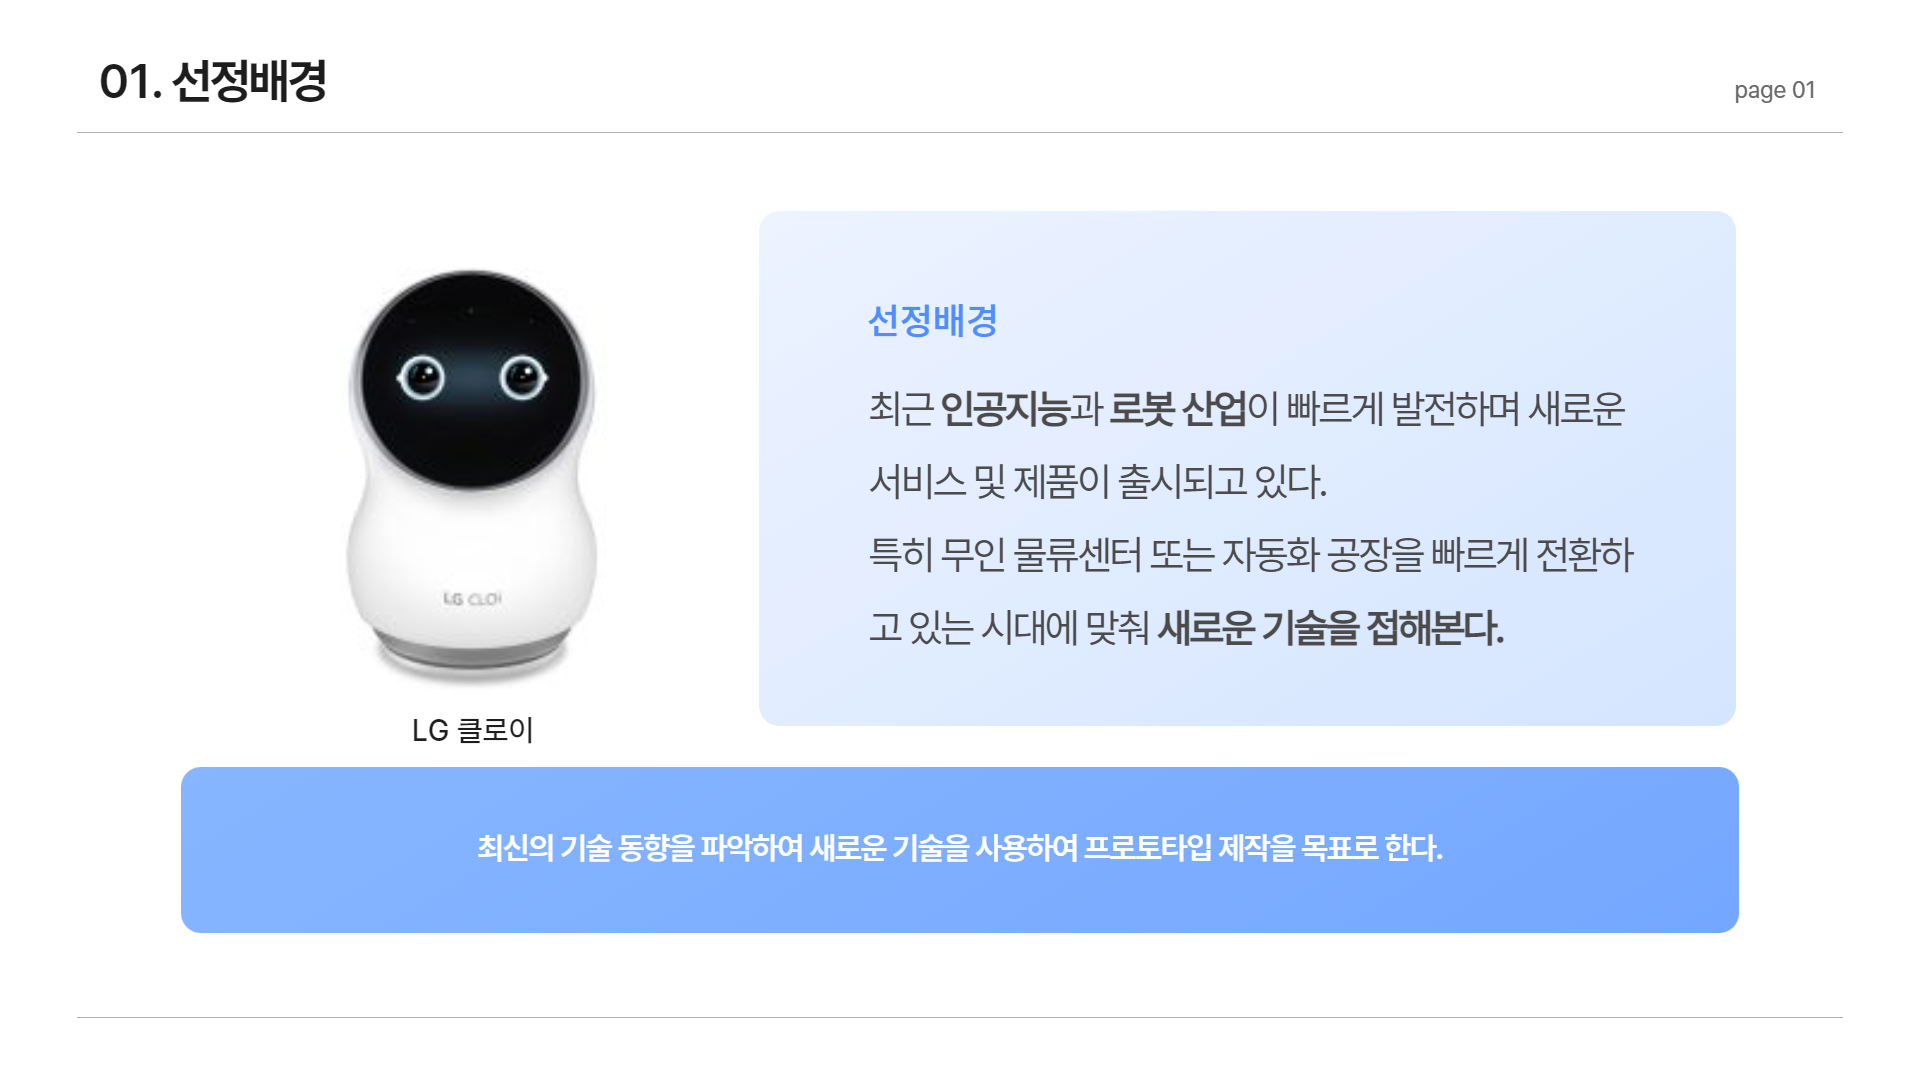 01. 선정배경
page 01
선정배경
최근 인공지능과 로봇 산업이 빠르게 발전하며 새로운
서비스 및 제품이 출시되고 있다.
특히 무인 물류센터 또는 자동화 공장을 빠르게 전환하
고 있는 시대에 맞춰 새로운 기술을 접해본다.
LG CLOi
LG 클로이
최신의 기술 동향을 파악하여 새로운 기술을 사용하여 프로토타입 제작을 목표로 한다.